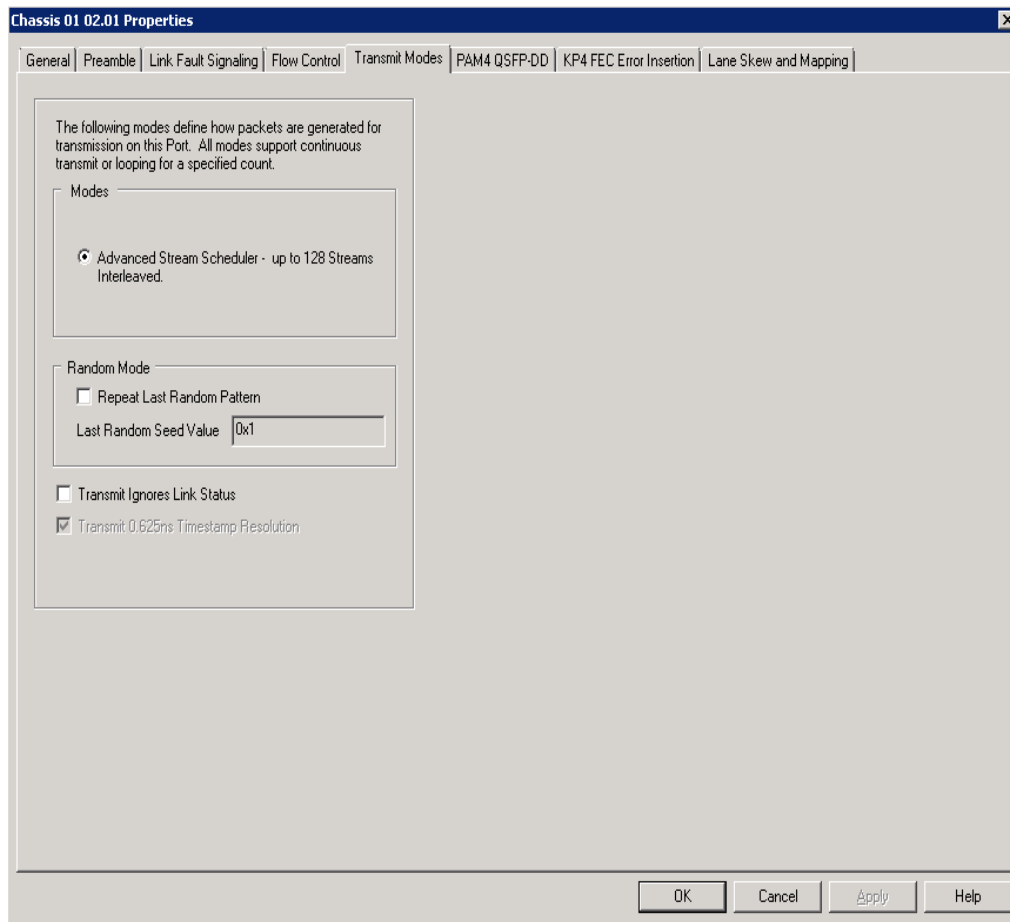 Chassis 01 02.01 Properties
General Preamble Link Fault Signaling Flow Control Transmit Modes PAM4 QSFP-DD KP4 FEC Error Insertion Lane Skew and Mapping
The following modes define how packets are generated for
transmission on this Port. All modes support continuous
transmit or looping for a specified count.
Modes
Advanced Stream Scheduler - up to 128 Streams
Interleaved.
Random Mode
Repeat Last Random Pattern
Last Random Seed Value 0x1
Transmit Ignores Link Status
Transmit 0.625ns Timestamp Resolution
OK Cancel Apply Help